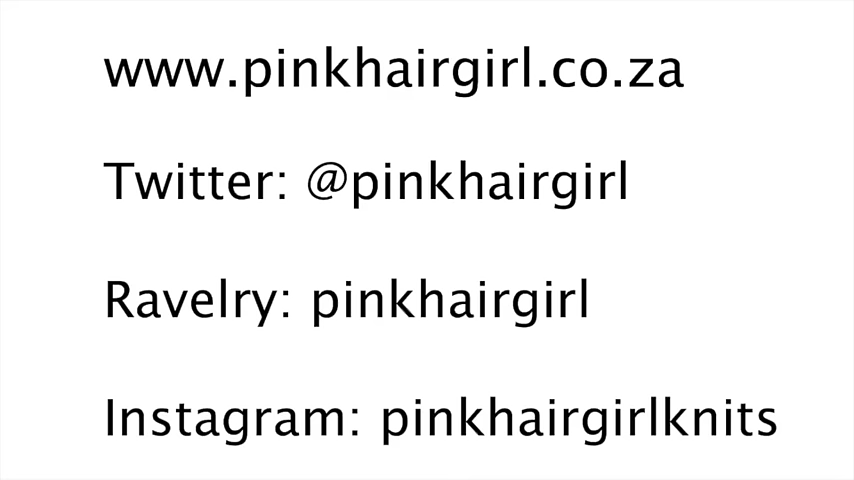 www.pinkhairgirl.co.za
Twitter: @pinkhairgirl
Ravelry: pinkhairgirl
Instagram: pinkhairgirlknits